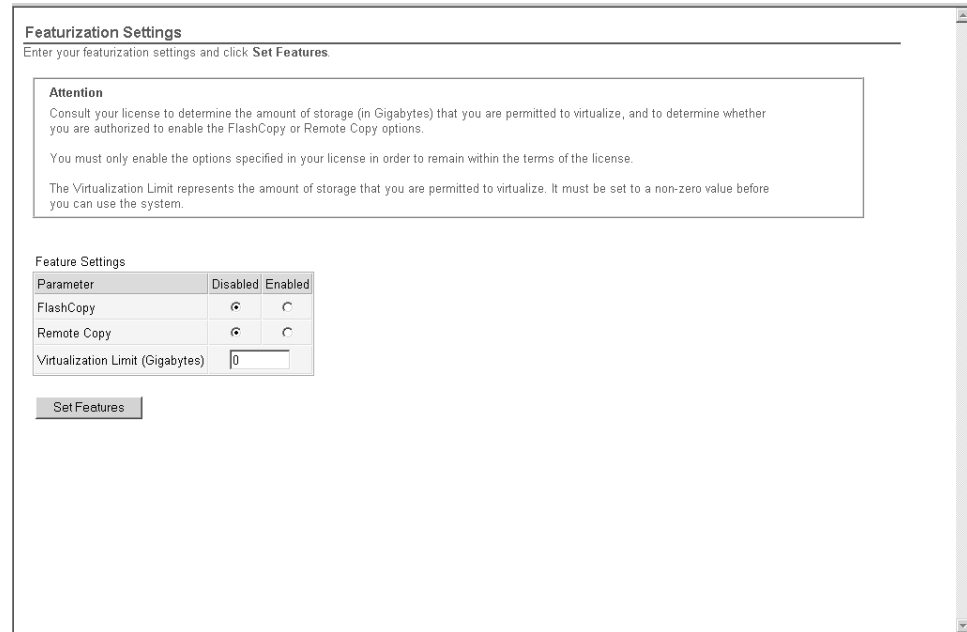 Featurization Settings
Enter your featurization settings and click Set Features.
Attention
Consult your license to determine the amount of storage (in Gigabytes) that you are permitted to virtualize, and to determine whether
you are authorized to enable the FlashCopy or Remote Copy options.
You must only enable the options specified in your license in order to remain within the terms of the license.
The Virtualization Limit represents the amount of storage that you are permitted to virtualize. It must be set to a non-zero value before
you can use the system.
Feature Settings
Parameter Disabled Enabled
FlashCopy
Remote Copy
Virtualization Limit (Gigabytes) 0
Set Features